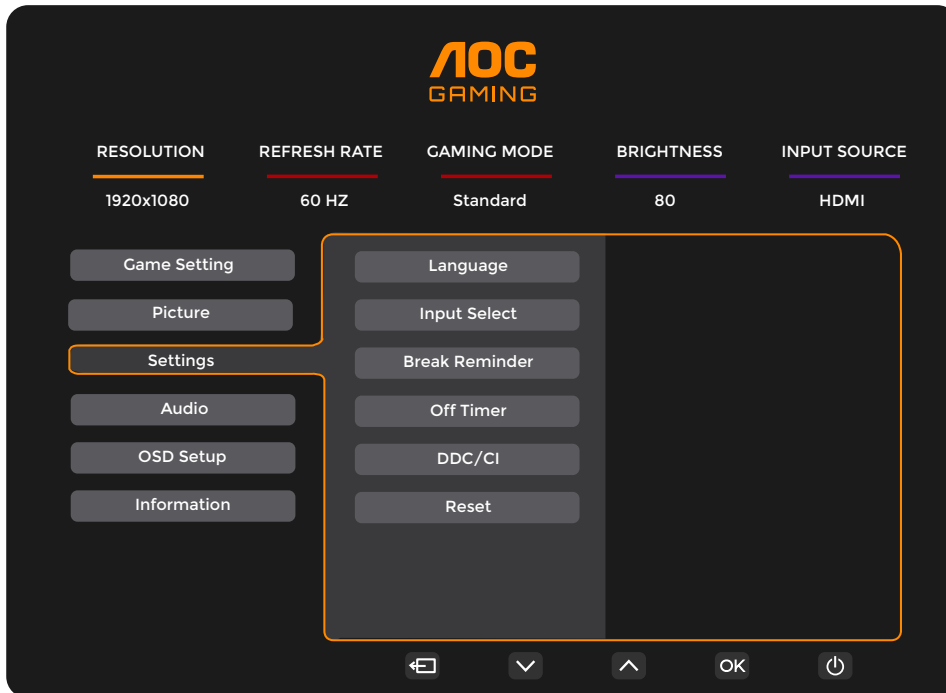 AOC
GAMING
RESOLUTION REFRESH RATE GAMING MODE BRIGHTNESS INPUT SOURCE
1920x1080 60 HZ Standard 80 HDMI
Game Setting
Picture
Settings
Audio
OSD Setup
Information
Language
Input Select
Break Reminder
Off Timer
DDC/CI
Reset
OK